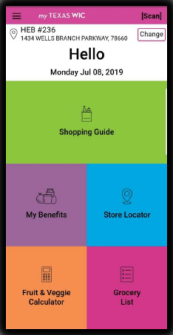 my TEXAS WIC
[Scan]
HEB #236
1434 WELLS BRANCH PARKWAY, 78660
Change
Hello
Monday Jul 08, 2019
Shopping Guide
My Benefits
Store Locator
Fruit & Veggie
Calculator
Grocery
List